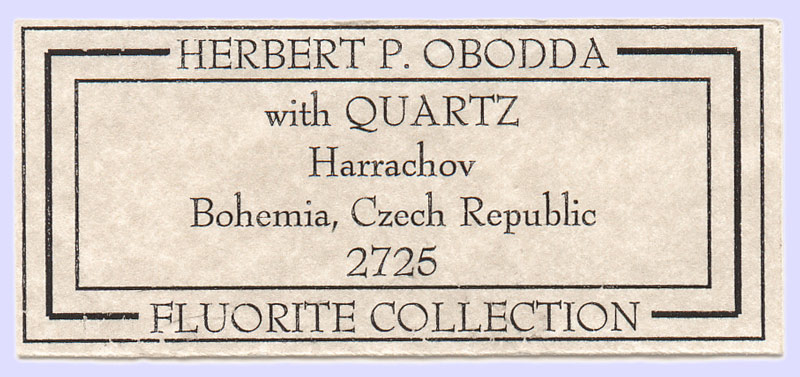 HERBERT P. OBODDA
with QUARTZ
Harrachov
Bohemia, Czech Republic
2725
FLUORITE COLLECTION